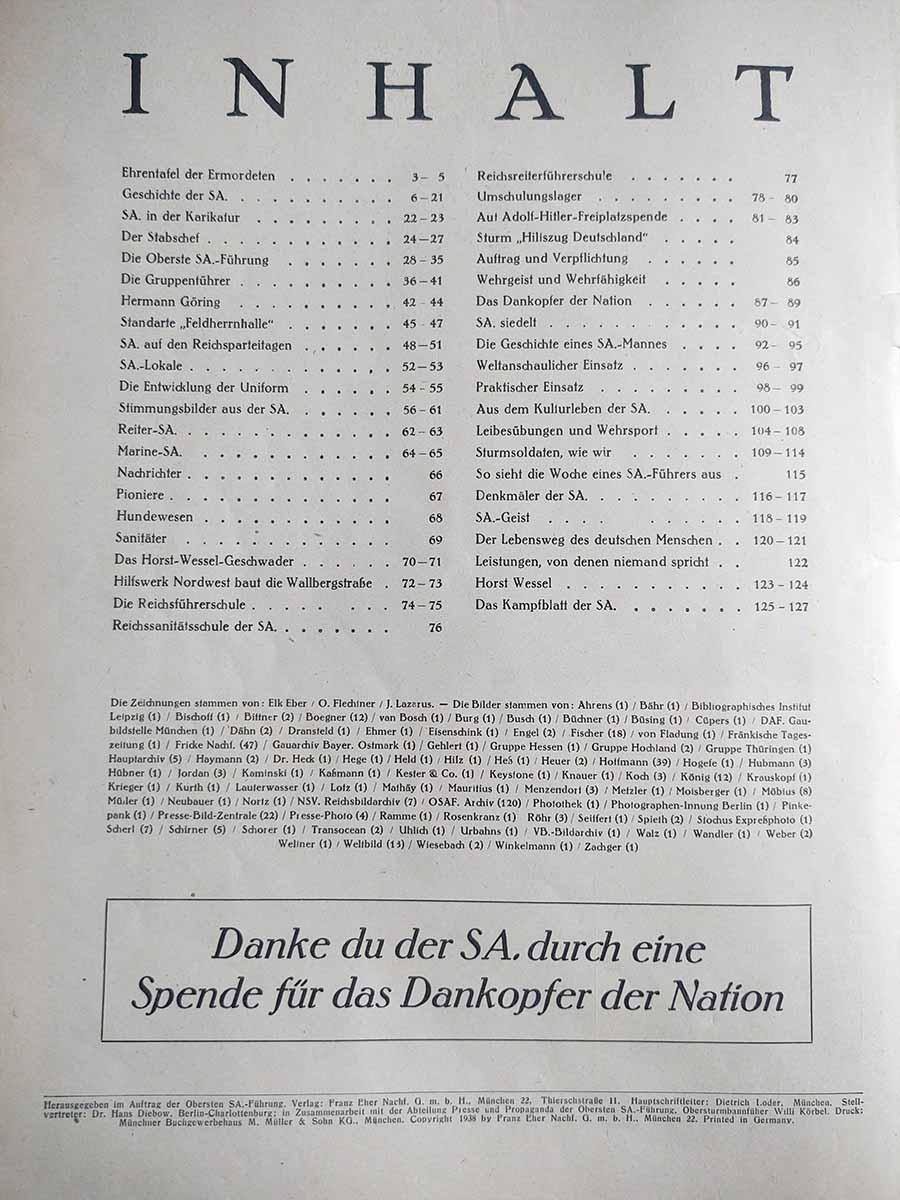 INHALT
Ehrentafel der Ermordeten . . . . . . . 3– 5
Geschichte der SA. . . . . . . . . . . 6–21
SA. in der Karikatur . . . . . . . . . 22–23
Der Stabschef . . . . . . . . . . . . 24–27
Die Oberste SA.-Führung . . . . . . . 28–35
Die Gruppenführer . . . . . . . . . . 36–41
Hermann Göring . . . . . . . . . . 42–44
Standarte „Feldherrnhalle“ . . . . . . . 45–47
SA. auf den Reichsparteitagen . . . . . . 48–51
SA.-Lokale . . . . . . . . . . . . . 52–53
Die Entwicklung der Uniform . . . . . . 54–55
Stimmungsbilder aus der SA. . . . . . . 56–61
Reiter-SA. . . . . . . . . . . . . . 62–63
Marine-SA. . . . . . . . . . . . . 64–65
Nachrichter . . . . . . . . . . . . . 66
Pioniere . . . . . . . . . . . . . . 67
Hundewesen . . . . . . . . . . . . 68
Sanitäter . . . . . . . . . . . . . 69
Das Horst-Wessel-Geschwader . . . . . . 70–71
Hilfswerk Nordwest baut die Wallbergstraße . 72–73
Die Reichsführerschule . . . . . . . . 74–75
Reichssanitätsschule der SA. . . . . . . . 76
Reichsreiterführerschule . . . . . . . 77
Umschulungslager . . . . . . . . . 78– 80
Auf Adolf-Hitler-Freiplatzspende . . . . 81– 83
Sturm „Hilfszug Deutschland“ . . . . . 84
Auftrag und Verpflichtung . . . . . . 85
Wehrgeist und Wehrfähigkeit . . . . . 86
Das Dankopfer der Nation . . . . . . 87– 89
SA. siedelt . . . . . . . . . . . . 90– 91
Die Geschichte eines SA.-Mannes . . . . 92– 95
Weltanschaulicher Einsatz . . . . . . . 96– 97
Praktischer Einsatz . . . . . . . . . 98– 99
Aus dem Kulturleben der SA. . . . . . 100–103
Leibesübungen und Wehrsport . . . . . 104–108
Sturmsoldaten, wie wir . . . . . . . 109–114
So sieht die Woche eines SA.-Führers aus . 115
Denkmäler der SA. . . . . . . . . . 116–117
SA.-Geist . . . . . . . . . . 118–119
Der Lebensweg des deutschen Menschen . . 120–121
Leistungen, von denen niemand spricht . . 122
Horst Wessel . . . . . . . . . . . 123–124
Das Kampfblatt der SA. . . . . . . . 125–127
Die Zeichnungen stammen von: Elk Eber / O. Flechtner / J. Lazarus. — Die Bilder stammen von: Ahrens (1) / Bähr (1) / Bibliographisches Institut
Leipzig (1) / Bischoff (1) / Bittner (2) / Boegner (12) / van Bosch (1) / Burg (1) / Busch (1) / Büchner (1) / Büsing (1) / Cüpers (1) / DAF. Gau-
bildstelle München (1) / Dähn (2) / Dransfeld (1) / Ehmer (1) / Eisenschink (1) / Engel (2) / Fischer (18) / von Fladung (1) / Fränkische Tages-
zeitung (1) / Fricke Nachf. (47) / Gauarchiv Bayer. Ostmark (1) / Gehlert (1) / Gruppe Hessen (1) / Gruppe Hochland (2) / Gruppe Thüringen (1)
Hauptarchiv (5) / Haymann (2) / Dr. Heck (1) / Hege (1) / Held (1) / Hilz (1) / Heß (1) / Heuer (2) / Hoffmann (39) / Hogefe (1) / Hubmann (3)
Hübner (1) / Jordan (3) / Kaminski (1) / Kaßmann (1) / Kester & Co. (1) / Keystone (1) / Knauer (1) / Koch (3) / König (12) / Krauskopf (1)
Krieger (1) / Kurth (1) / Lauterwasser (1) / Lotz (1) / Mathäy (1) / Mauritius (1) / Menzendorf (3) / Metzler (1) / Moisberger (1) / Möbius (8)
Müller (1) / Neubauer (1) / Nortz (1) / NSV. Reichsbildarchiv (7) / OSAF. Archiv (120) / Photothek (1) / Photographen-Innung Berlin (1) / Pinke-
pank (1) / Presse-Bild-Zentrale (22) / Presse-Photo (4) / Ramme (1) / Rosenkranz (1) Röhr (3) / Seiffert (1) / Spieth (2) / Stochus Expreßphoto (1)
Scherl (7) / Schirner (5) / Schorer (1) / Transocean (2) / Uhlich (1) / Urbahns (1) / VB.-Bildarchiv (1) / Walz (1) / Wandler (1) / Weber (2)
Wellner (1) / Weltbild (13) / Wiesebach (2) / Winkelmann (1) / Zachger (1)
Danke du der SA. durch eine
Spende für das Dankopfer der Nation
Herausgegeben im Auftrag der Obersten SA.-Führung. Verlag: Franz Eher Nachf. G. m. b. H., München 22, Thierschstraße 11. Hauptschriftleiter: Dietrich Loder, München. Stell-
vertreter: Dr. Hans Diebow, Berlin-Charlottenburg; in Zusammenarbeit mit der Abteilung Presse und Propaganda der Obersten SA.-Führung, Obersturmbannführer Willi Körbel. Druck:
Münchner Buchgewerbehaus M. Müller & Sohn KG., München. Copyright 1938 by Franz Eher Nachf. G. m. b. H., München 22. Printed in Germany.